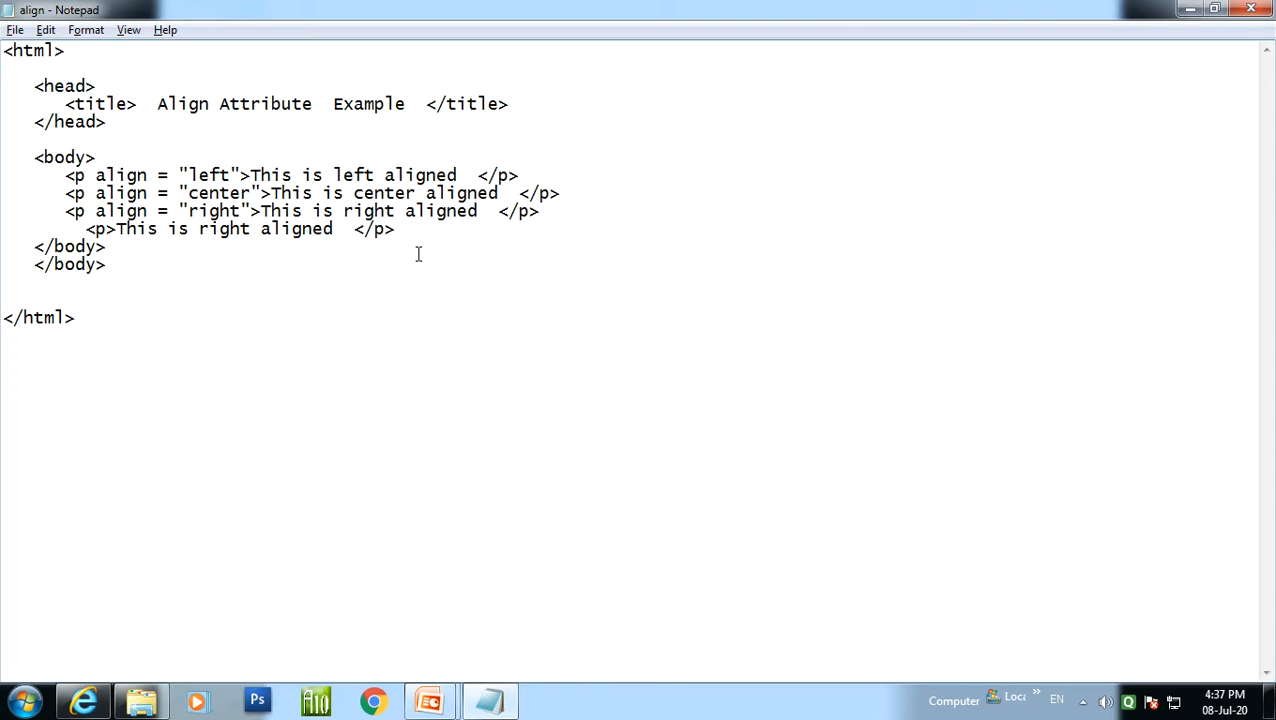 align - Notepad
File Edit Format View Help
<html>
<head>
<title>  Align Attribute  Example  </title>
</head>
<body>
<p align = "left">This is left aligned  </p>
<p align = "center">This is center aligned  </p>
<p align = "right">This is right aligned  </p>
<p>This is right aligned  </p>
</body>
</body>
</html>
Ps
Computer Loca » EN
Q
4:37 PM
08-Jul-20